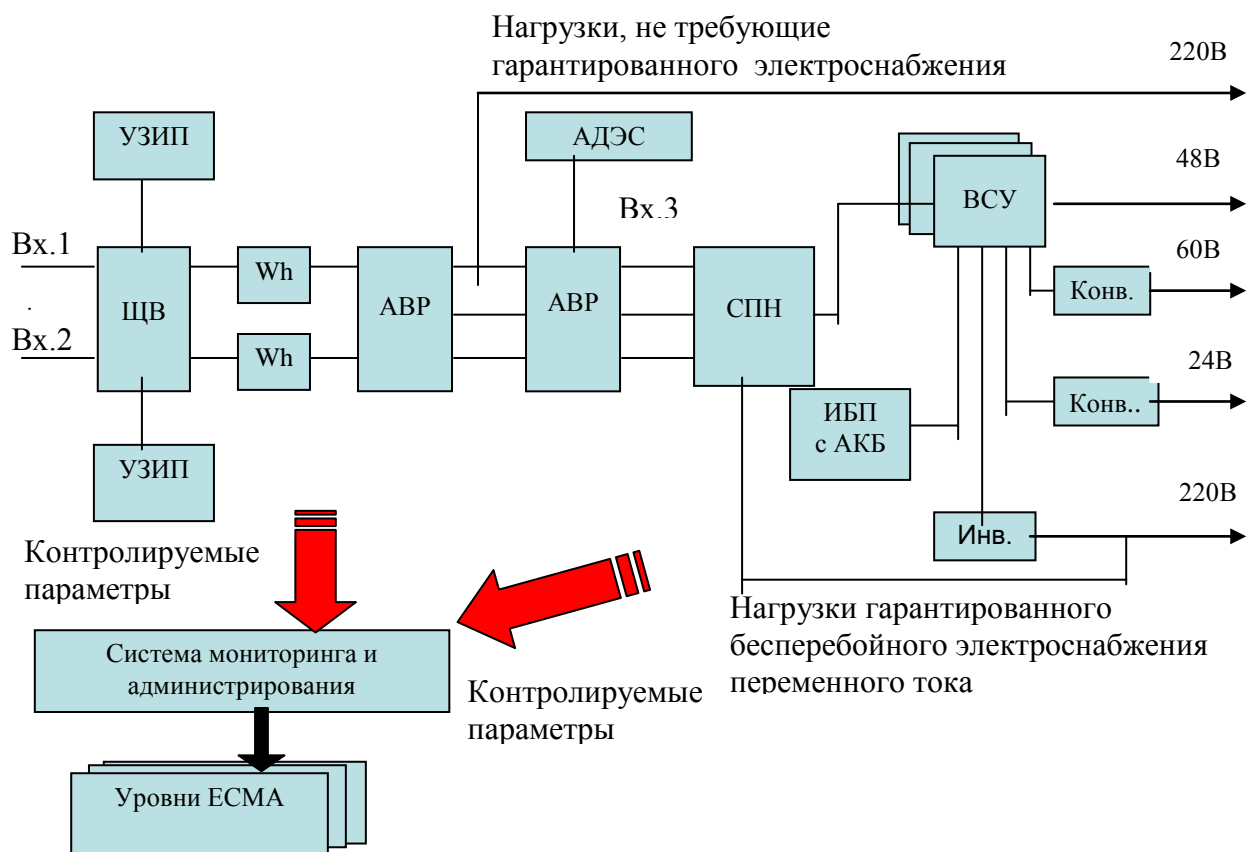 Нагрузки, не требующие
гарантированного электроснабжения
220В
УЗИП
АДЭС
48В
ВСУ
Вх.3
Вх.1
60В
Wh
ЩВ
АВР
АВР
СПН
Конв.
.
Вх.2
Wh
24В
ИБП
с АКБ
Конв..
УЗИП
220В
Инв.
Контролируемые
параметры
Нагрузки гарантированного
бесперебойного электроснабжения
переменного тока
Система мониторинга и
администрирования
Контролируемые
параметры
Уровни ЕСМА